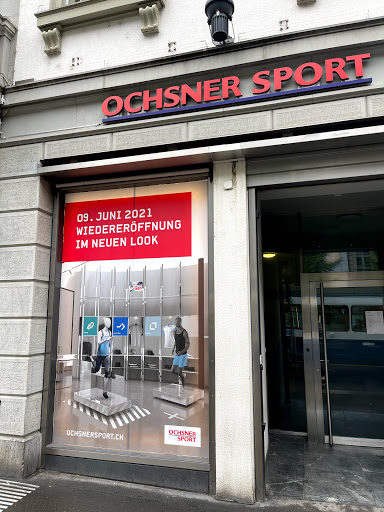 OCHSNER SPORT
09. JUNI 2021
WIEDERERÖFFNUNG
IM NEUEN LOOK
OCHSNERSPORT.CH
OCHSNER
SPORT